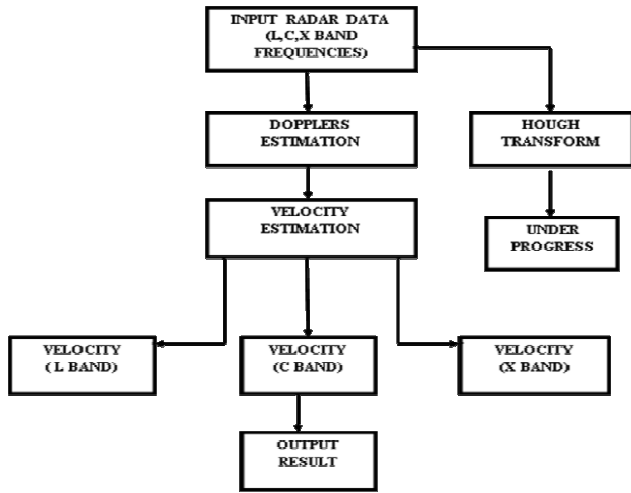 INPUT RADAR DATA
(L,C,X BAND
FREQUENCIES)
DOPPLERS
ESTIMATION
HOUGH
TRANSFORM
VELOCITY
ESTIMATION
UNDER
PROGRESS
VELOCITY
( L BAND)
VELOCITY
(C BAND)
VELOCITY
(X BAND)
OUTPUT
RESULT